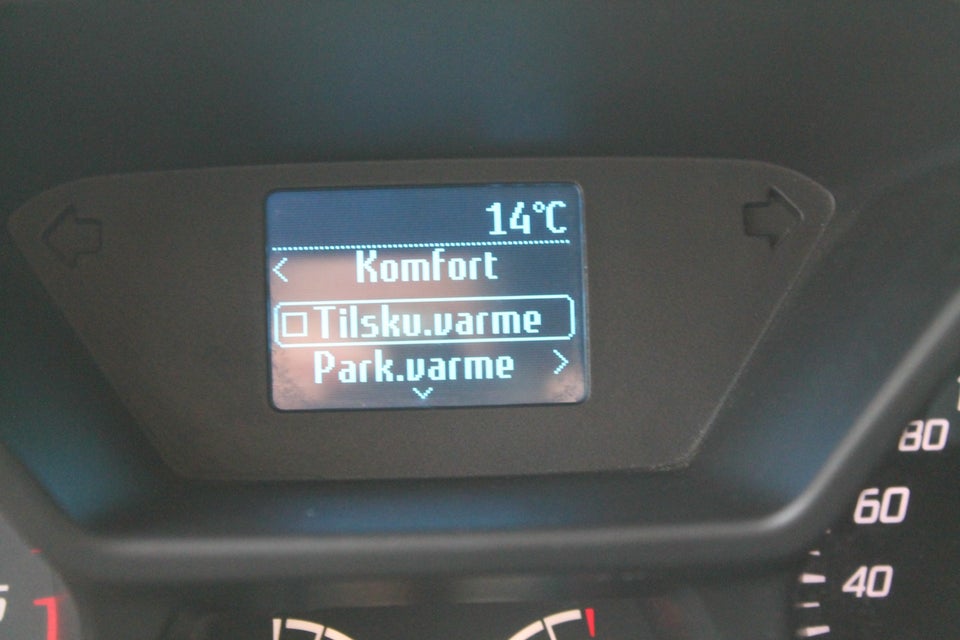 14°C
< Komfort
Tilsku.varme
Park.varme >
80
60
40